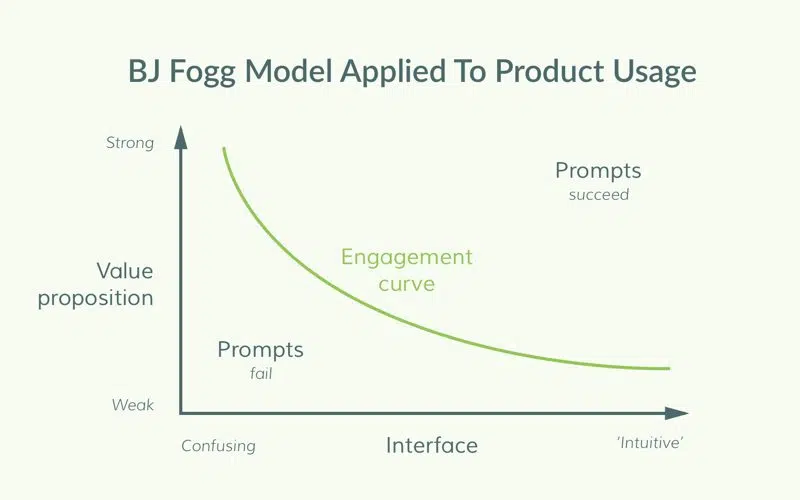 BJ Fogg Model Applied To Product Usage
Strong
Prompts
succeed
Engagement
curve
Value
proposition
Prompts
fail
Weak
Confusing
Interface
‘Intuitive’